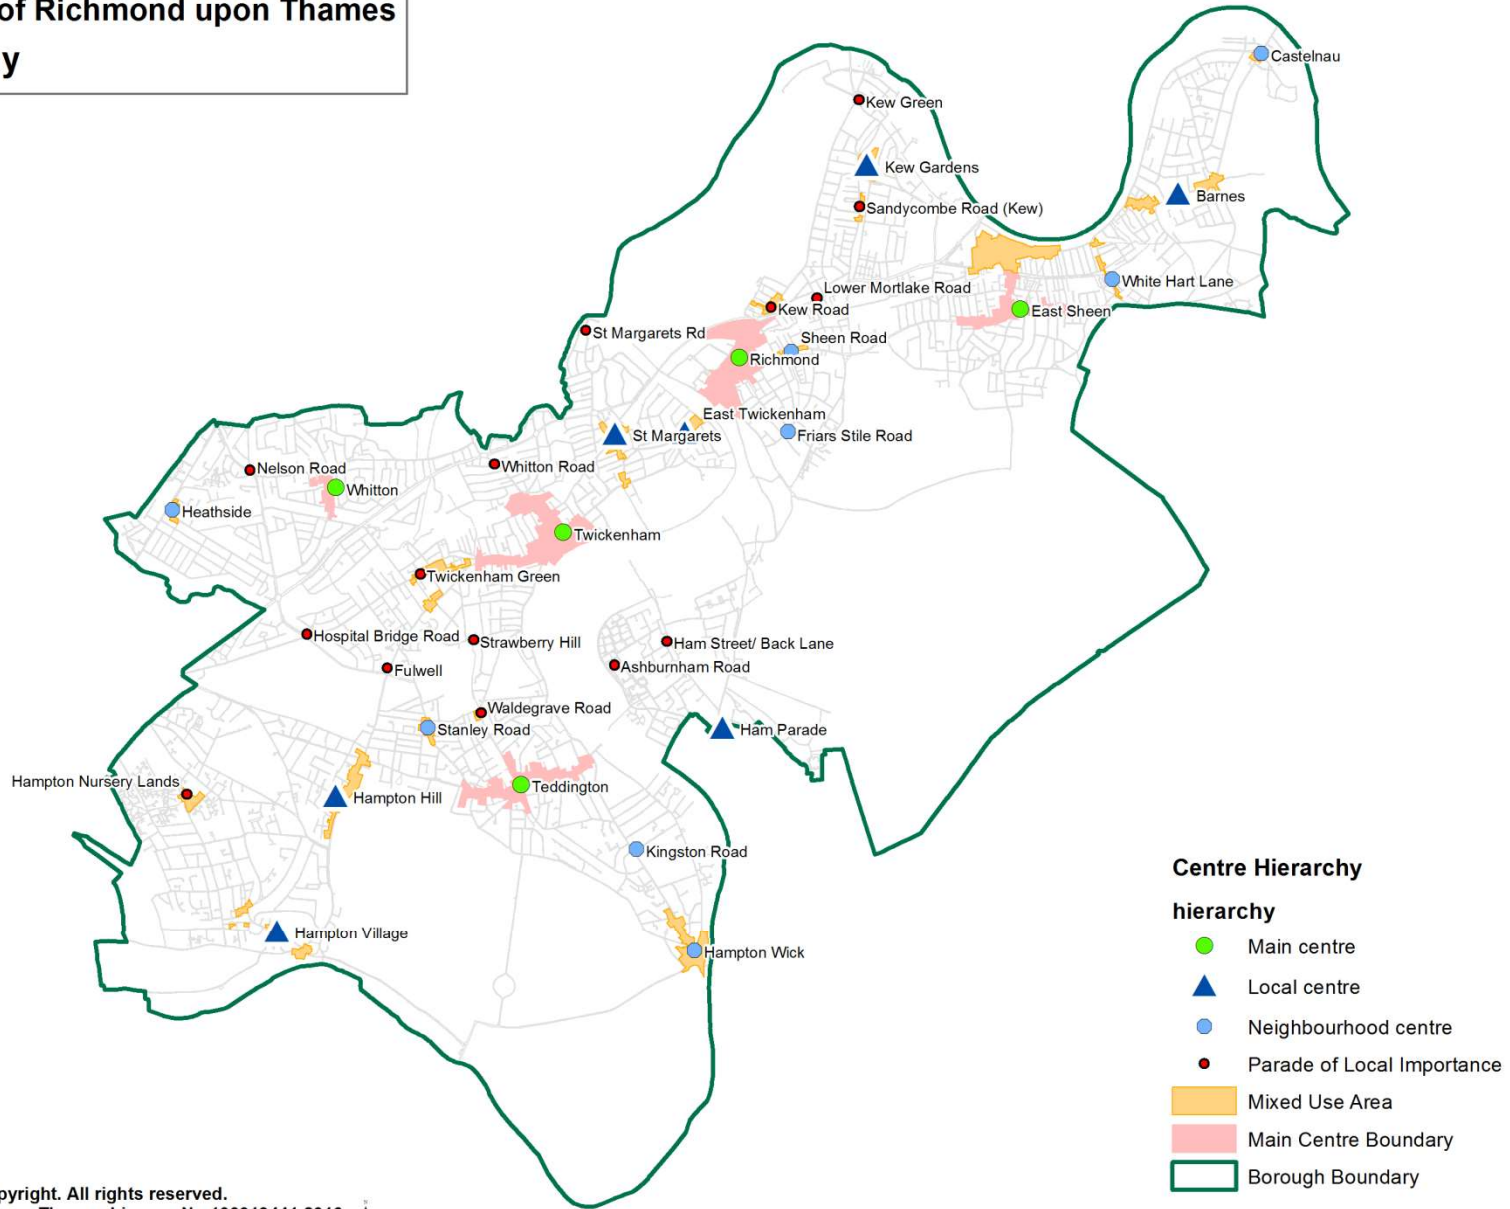 of Richmond upon Thames
y
Castelnau
Kew Green
Kew Gardens
Barnes
Sandycombe Road (Kew)
White Hart Lane
Lower Mortlake Road
Kew Road
East Sheen
St Margarets Rd
Sheen Road
Richmond
East Twickenham
St Margarets
Friars Stile Road
Nelson Road
Whitton Road
Whitton
Heathside
Twickenham
Twickenham Green
Hospital Bridge Road
Strawberry Hill
Ham Street/ Back Lane
Fulwell
Ashburnham Road
Waldegrave Road
Stanley Road
Ham Parade
Hampton Nursery Lands
Teddington
Hampton Hill
Kingston Road
Hampton Village
Hampton Wick
Centre Hierarchy
hierarchy
Main centre
Local centre
Neighbourhood centre
Parade of Local Importance
Mixed Use Area
Main Centre Boundary
Borough Boundary
pyright. All rights reserved.